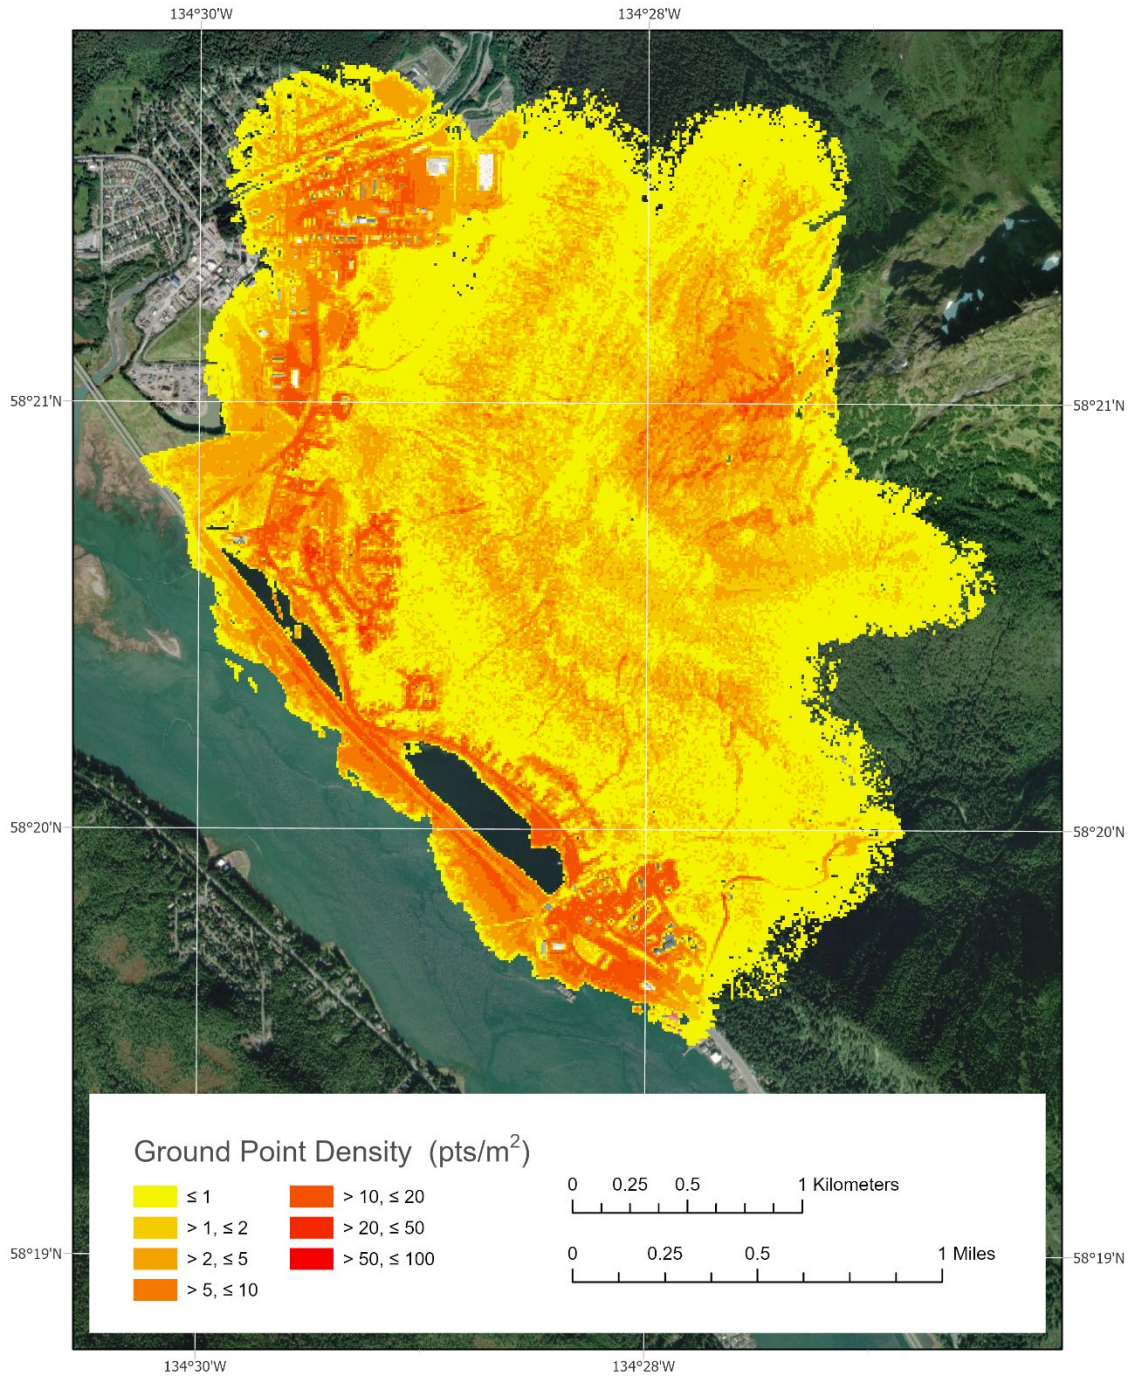 134°30'W 134°28'W
58°21'N 58°21'N
58°20'N 58°20'N
Ground Point Density (pts/m²)
≤ 1
> 1, ≤ 2
> 2, ≤ 5
> 5, ≤ 10
> 10, ≤ 20
> 20, ≤ 50
> 50, ≤ 100
0 0.25 0.5 1 Kilometers
0 0.25 0.5 1 Miles
58°19'N 58°19'N
134°30'W 134°28'W